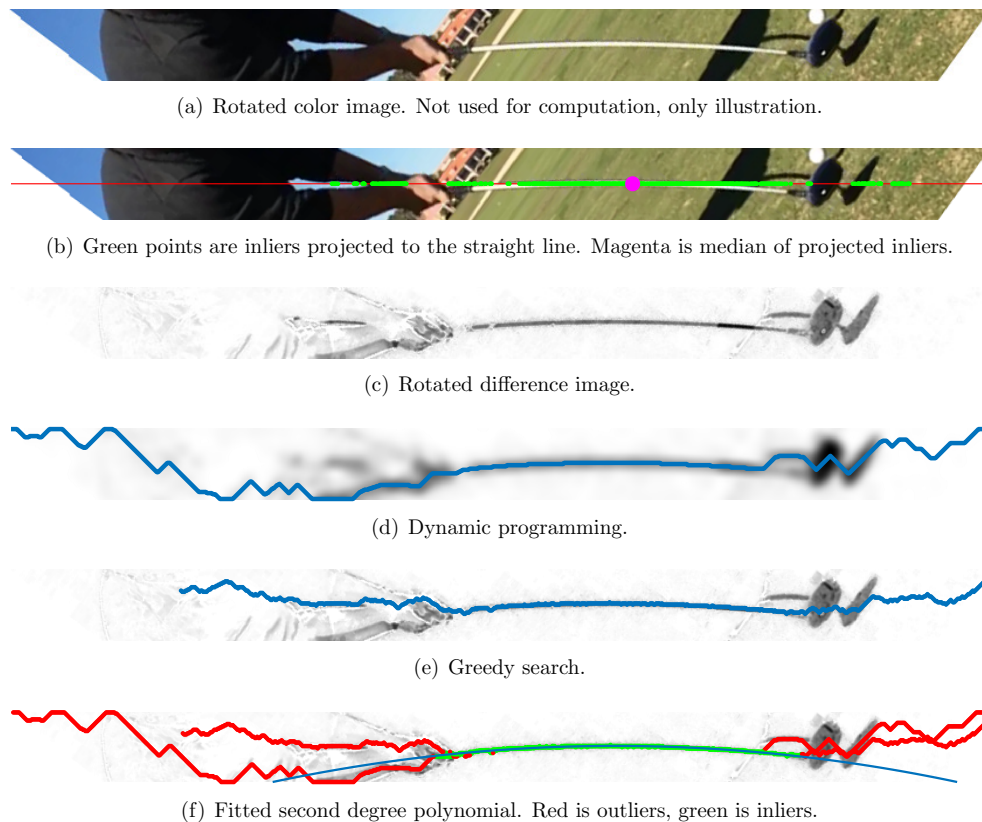 (a) Rotated color image. Not used for computation, only illustration.
(b) Green points are inliers projected to the straight line. Magenta is median of projected inliers.
(c) Rotated difference image.
(d) Dynamic programming.
(e) Greedy search.
(f) Fitted second degree polynomial. Red is outliers, green is inliers.